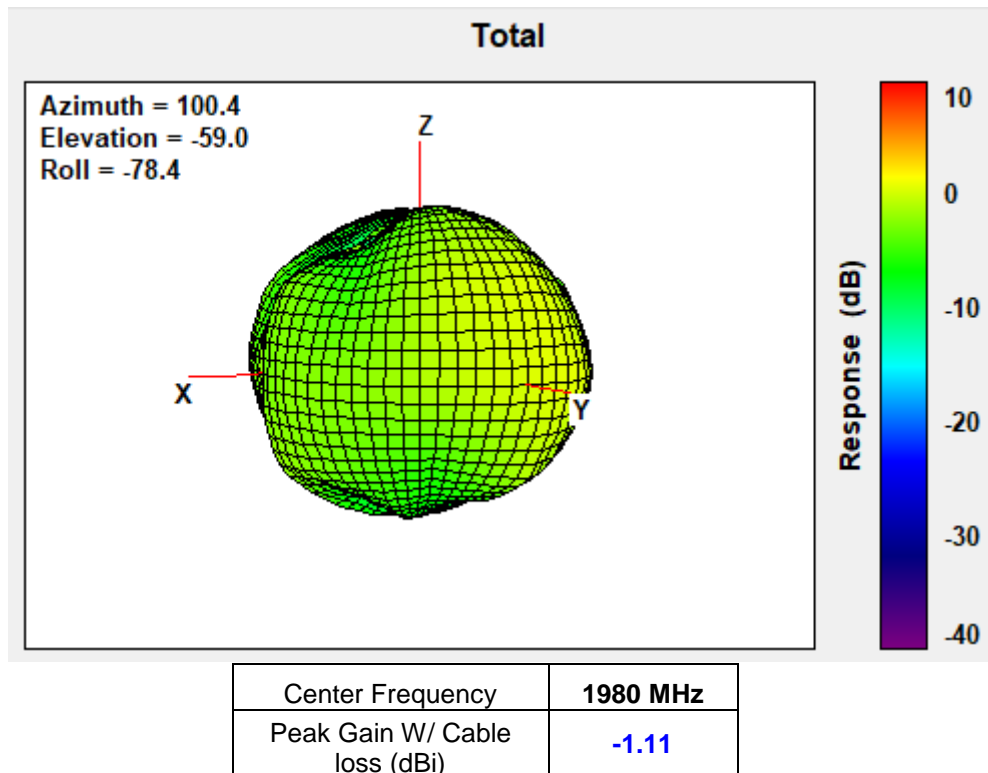 Total
Azimuth = 100.4
Elevation = -59.0
Roll = -78.4
Z
X
Y
10
0
-10
-20
-30
-40
Response (dB)
Center Frequency
1980 MHz
Peak Gain W/ Cable
loss (dBi)
-1.11